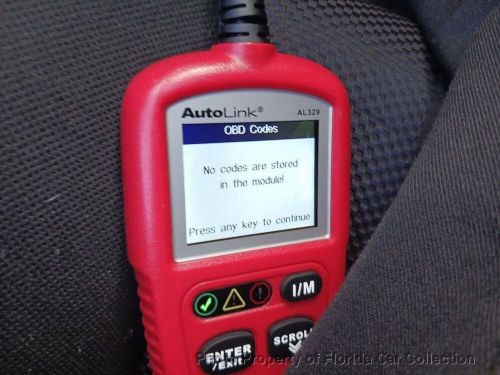 AutoLink®
AL329
OBD Codes
No codes are stored
in the module!
Press any key to continue
I/M
ENTER
/EXIT
SCROLL
Property of Florida Car Collection